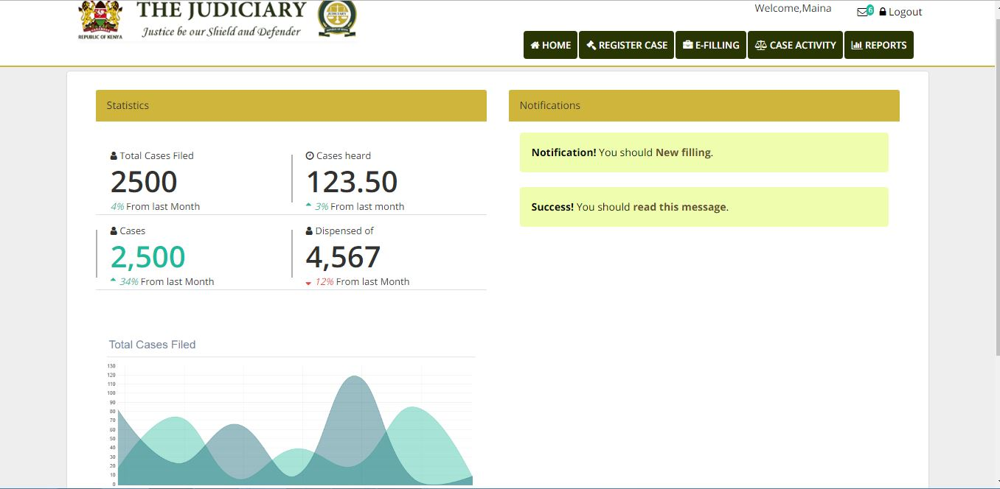 THE JUDICIARY
Justice be our Shield and Defender
REPUBLIC OF KENYA
JUDICIARY
Welcome,Maina
6
Logout
HOME
REGISTER CASE
E-FILLING
CASE ACTIVITY
REPORTS
Statistics
Total Cases Filed
2500
4% From last Month
Cases heard
123.50
3% From last month
Cases
2,500
34% From last Month
Dispensed of
4,567
12% From last Month
Total Cases Filed
130
120
110
100
90
80
70
60
50
40
30
20
10
0
Notifications
Notification! You should New filling.
Success! You should read this message.